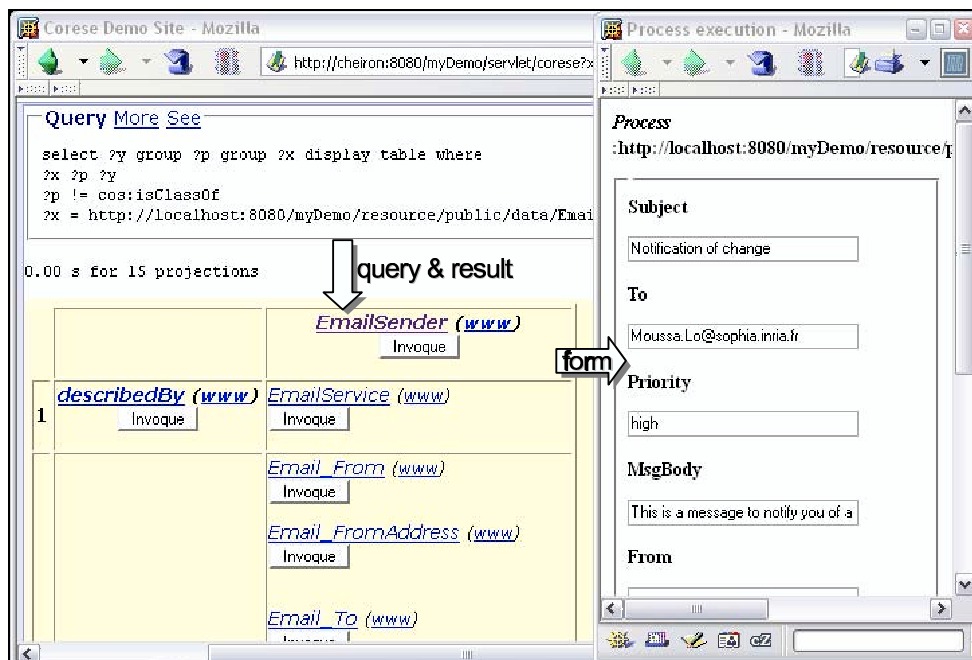 Corese Demo Site - Mozilla
http://cheiron:8080/myDemo/servlet/corese?x
Query More See
select ?y group ?p group ?x display table where
?x ?p ?y
?p != cos:isClassOf
?x = http://localhost:8080/myDemo/resource/public/data/Emai
0.00 s for 15 projections
query & result
EmailSender (www)
Invoque
1
describedBy (www)
Invoque
EmailService (www)
Invoque
Email_From (www)
Invoque
Email_FromAddress (www)
Invoque
Email_To (www)
Invoque
form
Process execution - Mozilla
Process
:http://localhost:8080/myDemo/resource/p
Subject
Notification of change
To
Moussa.Lo@sophia.inria.fr
Priority
high
MsgBody
This is a message to notify you of a
From